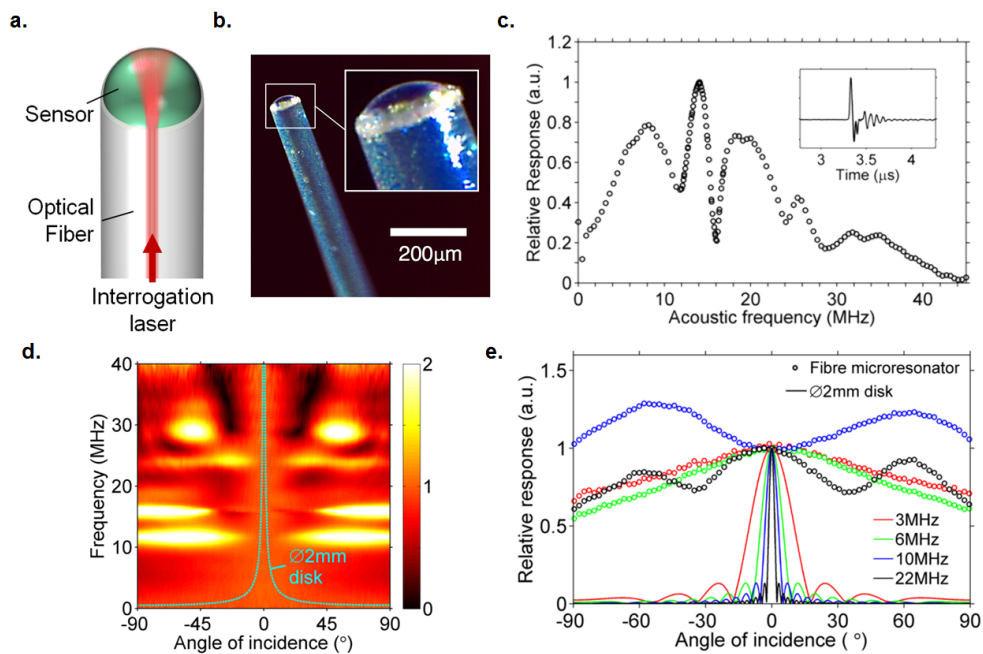 a.
Sensor
Optical
Fiber
Interrogation
laser
b.
200μm
c.
Relative Response (a.u.)
1.2
1
0.8
0.6
0.4
0.2
0
0 10 20 30 40
Acoustic frequency (MHz)
3 3.5 4
Time (μs)
d.
Frequency (MHz)
40
30
20
10
0
-90 -45 0 45 90
Angle of incidence (°)
∅2mm
disk
2
1
0
e.
Relative response (a.u.)
1.5
1
0.5
0
-90 -60 -30 0 30 60 90
Angle of incidence ( °)
Fibre microresonator
∅2mm disk
3MHz
6MHz
10MHz
22MHz